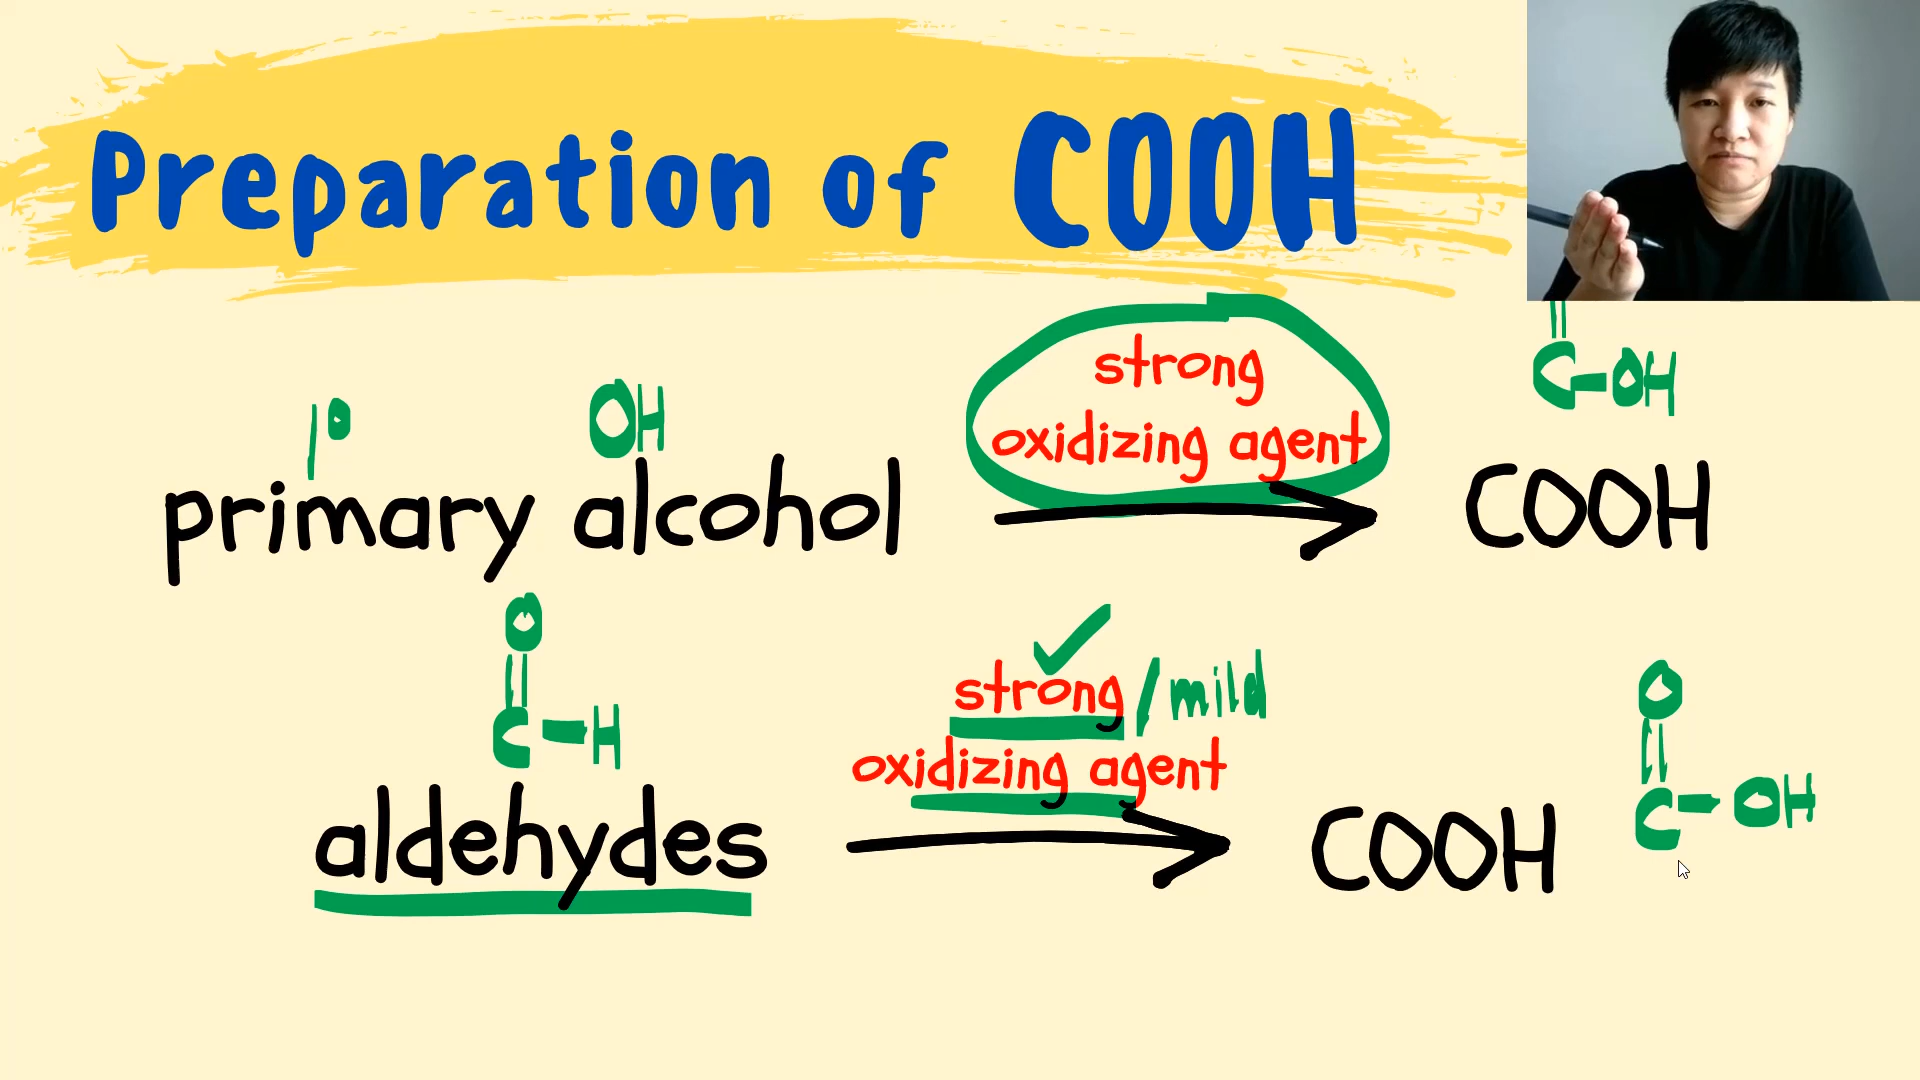 Preparation of COOH
strong
oxidizing agent
1° OH
C-OH
primary alcohol
COOH
O
C-H
strong / mild
oxidizing agent
O
C-OH
aldehydes
COOH